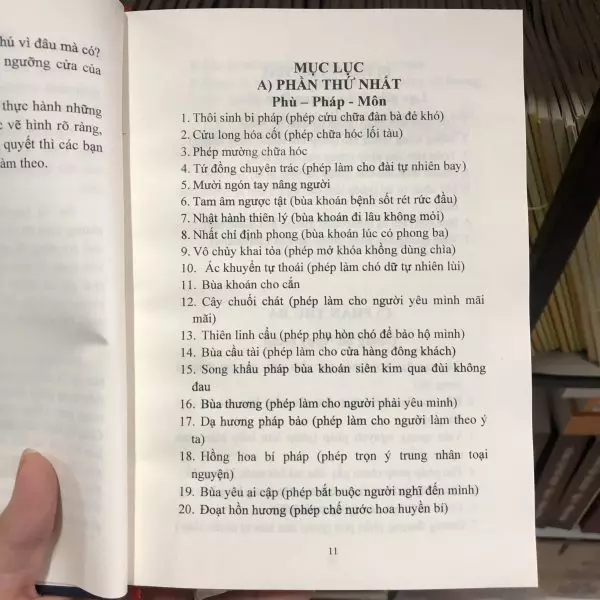 hú vì đâu mà có?
ngưỡng cửa của
thực hành những
vẽ hình rõ ràng,
quyết thì các bạn
àm theo.
MỤC LỤC
A) PHẦN THỨ NHẤT
Phù – Pháp - Môn
1. Thôi sinh bí pháp (phép cứu chữa đàn bà đẻ khó)
2. Cửu long hóa cốt (phép chữa hóc lối tàu)
3. Phép mường chữa hóc
4. Tứ đồng chuyên trác (phép làm cho đài tự nhiên bay)
5. Mười ngón tay nâng người
6. Tam âm ngược tật (bùa khoán bệnh sốt rét rức đầu)
7. Nhật hành thiên lý (bùa khoán đi lâu không mỏi)
8. Nhất chỉ định phong (bùa khoán lúc có phong ba)
9. Vô chủy khai tỏa (phép mở khóa khồng dùng chìa)
10. Ác khuyển tự thoái (phép làm chó dữ tự nhiên lùi)
11. Bùa khoán cho cắn
12. Cây chuối chát (phép làm cho người yêu mình mãi
mãi)
13. Thiên linh cẩu (phép phụ hòn chó để bảo hộ mình)
14. Bùa cầu tài (phép làm cho cửa hàng đông khách)
15. Song khẩu pháp bùa khoán siên kim qua đùi không
đau
16. Bùa thương (phép làm cho người phải yêu mình)
17. Dạ hương pháp bảo (phép làm cho người làm theo ý
ta)
18. Hồng hoa bí pháp (phép trọn ý trung nhân toại
nguyện)
19. Bùa yêu ai cập (phép bắt buộc người nghĩ đến mình)
20. Đoạt hồn hương (phép chế nước hoa huyền bí)
11